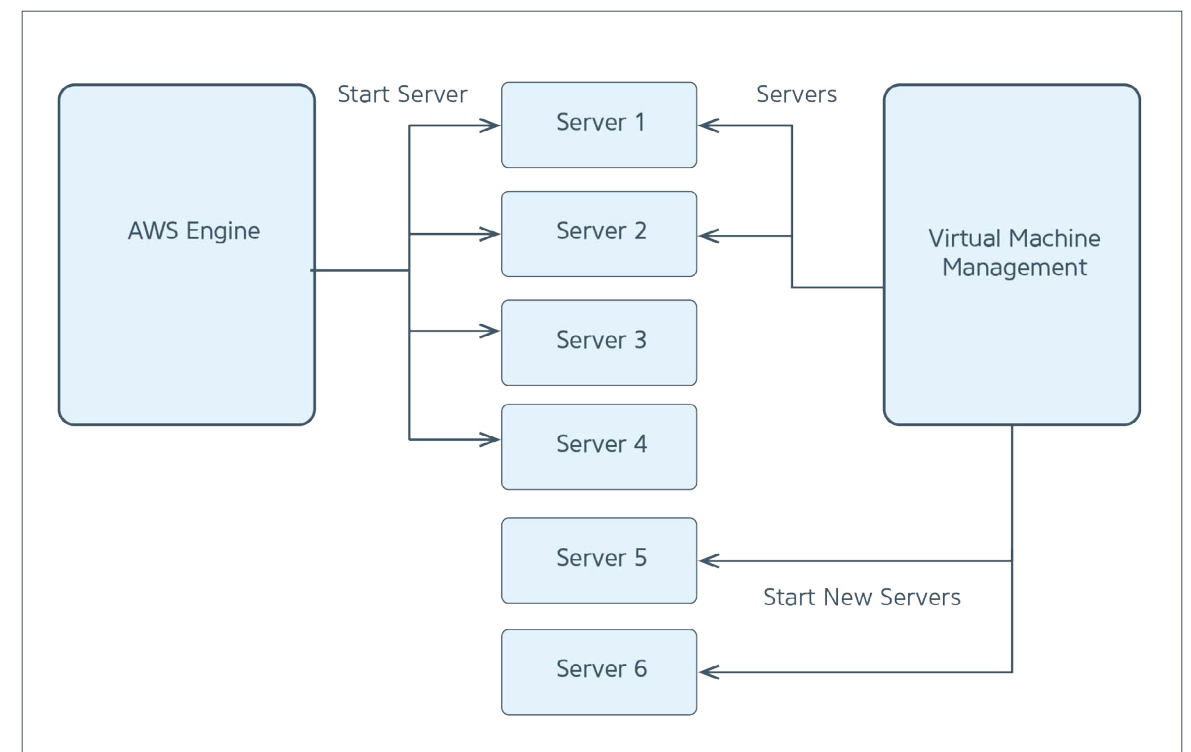 Start Server
Server 1
Servers
AWS Engine
Server 2
Virtual Machine
Management
Server 3
Server 4
Server 5
Start New Servers
Server 6